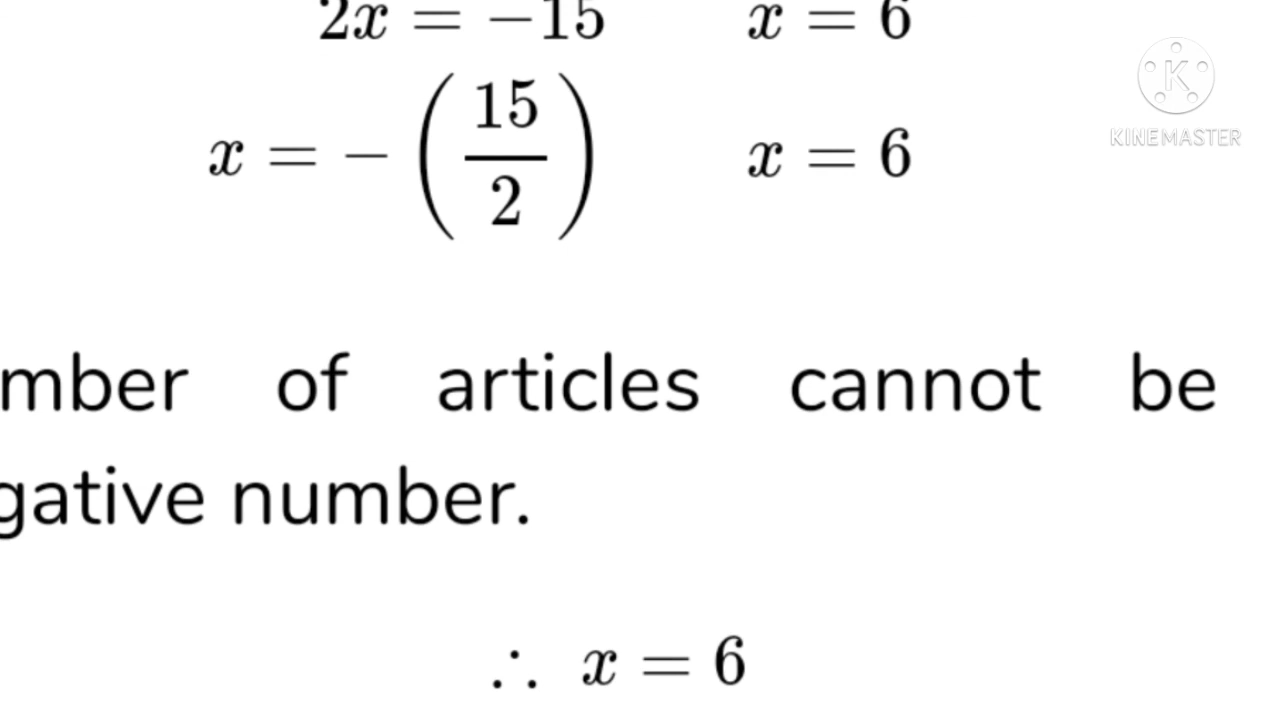 2x = −15 x = 6
x = −(15/2) x = 6
K
KINEMASTER
mber of articles cannot be
gative number.
∴ x = 6